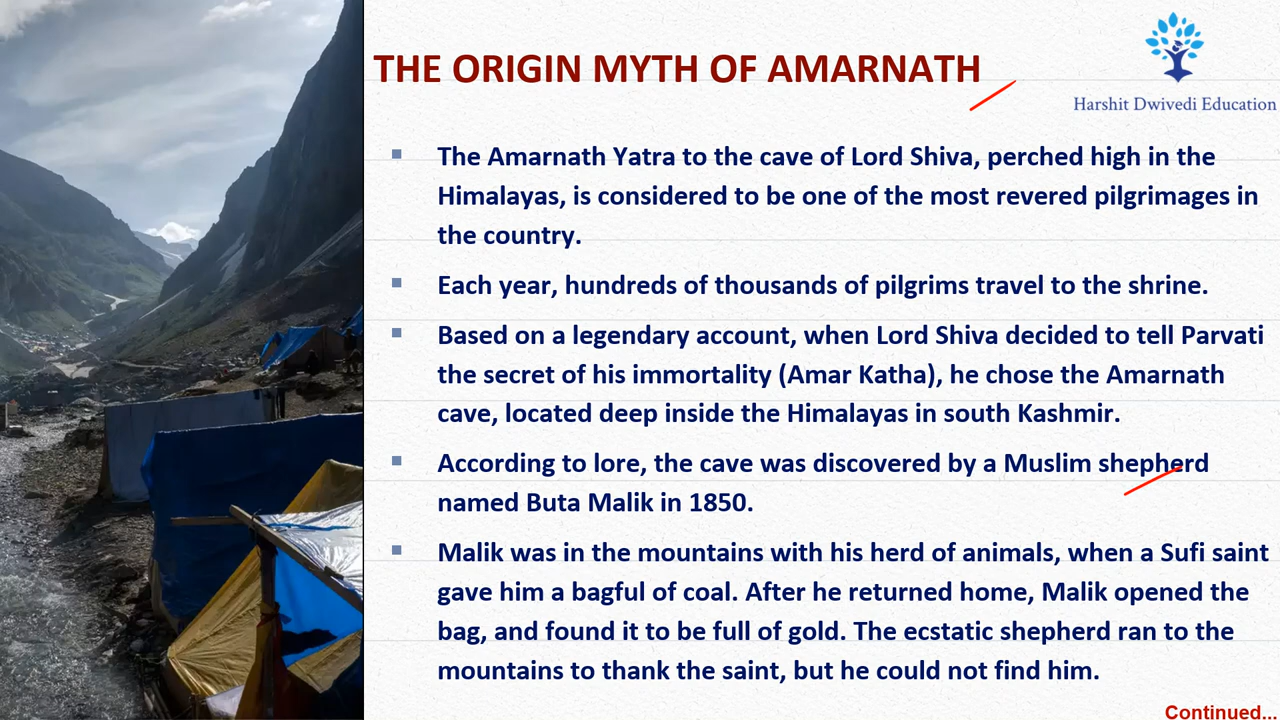 THE ORIGIN MYTH OF AMARNATH
Harshit Dwivedi Education
The Amarnath Yatra to the cave of Lord Shiva, perched high in the
Himalayas, is considered to be one of the most revered pilgrimages in
the country.
Each year, hundreds of thousands of pilgrims travel to the shrine.
Based on a legendary account, when Lord Shiva decided to tell Parvati
the secret of his immortality (Amar Katha), he chose the Amarnath
cave, located deep inside the Himalayas in south Kashmir.
According to lore, the cave was discovered by a Muslim shepherd
named Buta Malik in 1850.
Malik was in the mountains with his herd of animals, when a Sufi saint
gave him a bagful of coal. After he returned home, Malik opened the
bag, and found it to be full of gold. The ecstatic shepherd ran to the
mountains to thank the saint, but he could not find him.
Continued...